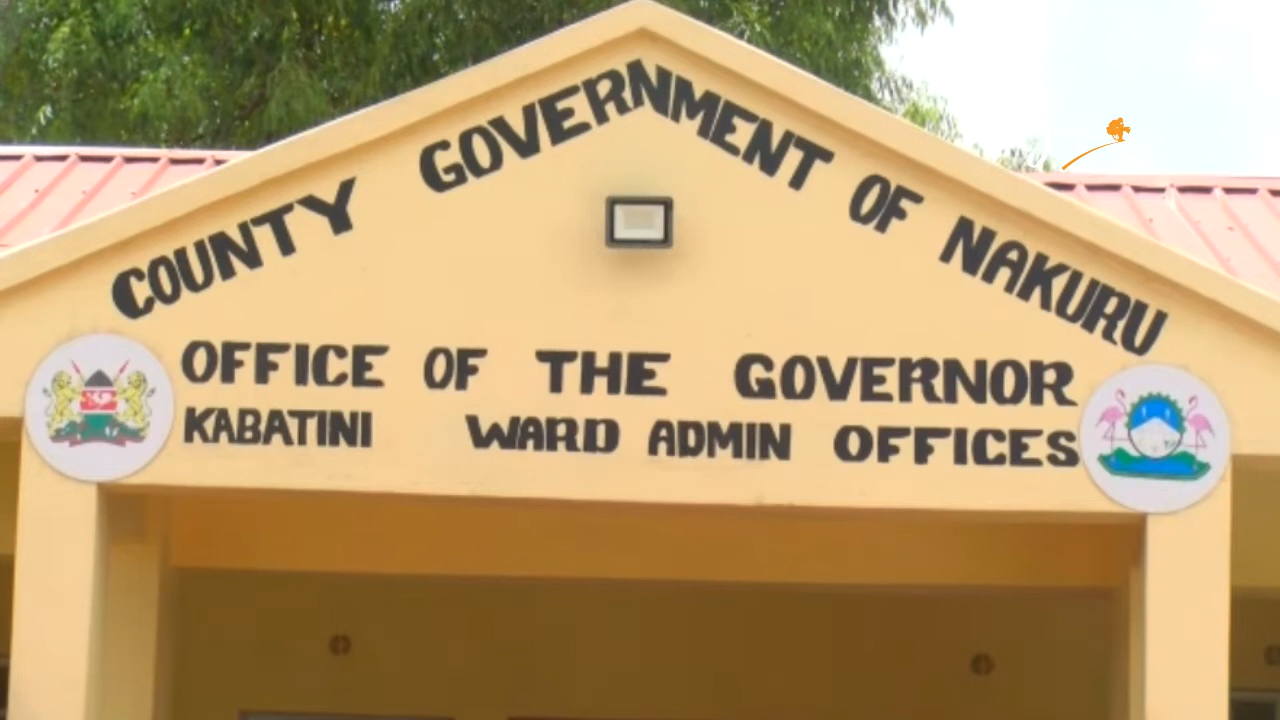 COUNTY GOVERNMENT OF NAKURU
OFFICE OF THE GOVERNOR
KABATINI WARD ADMIN OFFICES